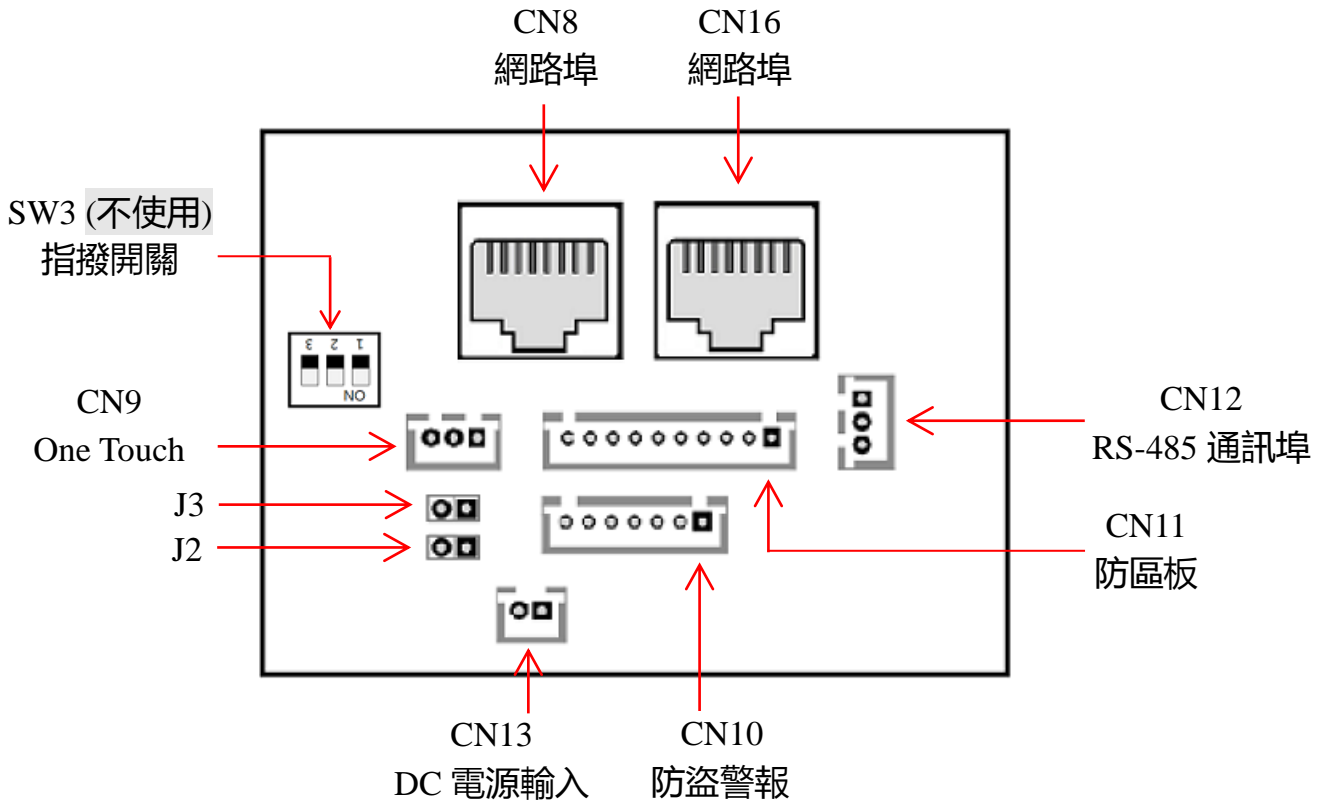 CN8
網路埠
CN16
網路埠
SW3 (不使用)
指撥開關
3 2 1
NO
CN9
One Touch
CN12
RS-485 通訊埠
J3
J2
CN11
防區板
CN13
DC 電源輸入
CN10
防盜警報